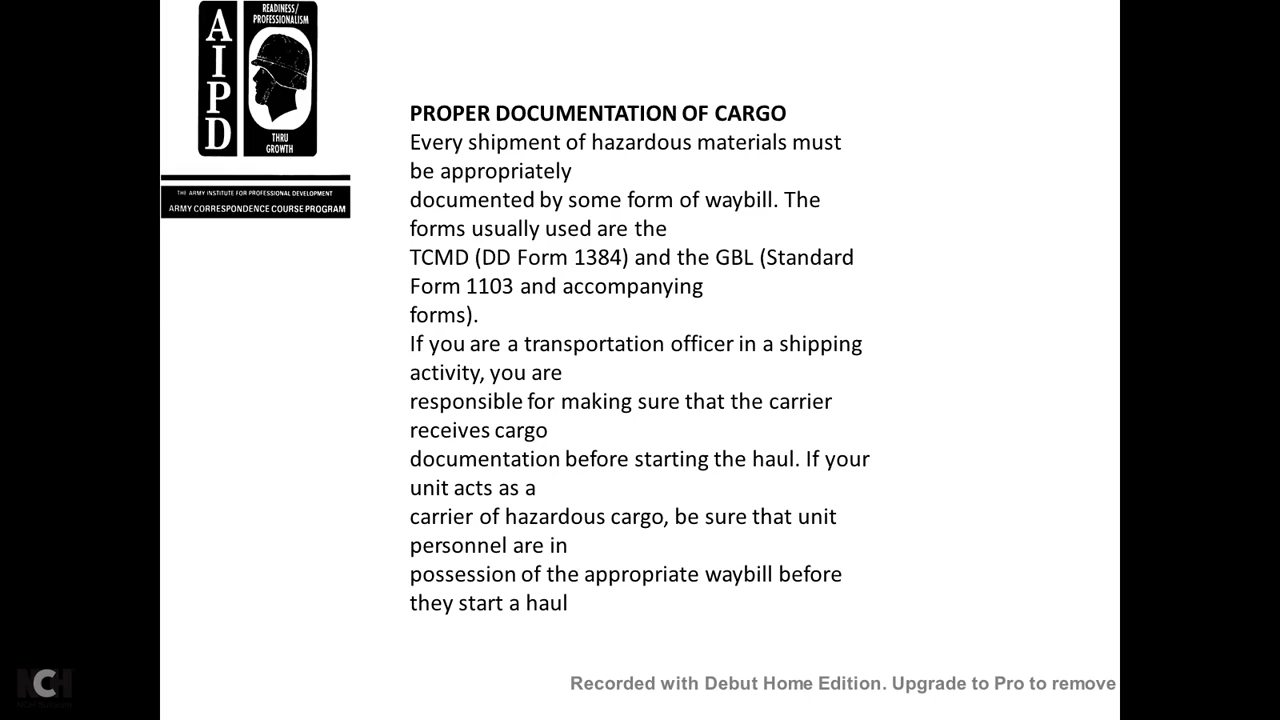 AIPD
READINESS/
PROFESSIONALISM
THRU
GROWTH
THE ARMY INSTITUTE FOR PROFESSIONAL DEVELOPMENT
ARMY CORRESPONDENCE COURSE PROGRAM
PROPER DOCUMENTATION OF CARGO
Every shipment of hazardous materials must
be appropriately
documented by some form of waybill. The
forms usually used are the
TCMD (DD Form 1384) and the GBL (Standard
Form 1103 and accompanying
forms).
If you are a transportation officer in a shipping
activity, you are
responsible for making sure that the carrier
receives cargo
documentation before starting the haul. If your
unit acts as a
carrier of hazardous cargo, be sure that unit
personnel are in
possession of the appropriate waybill before
they start a haul
NCH
Recorded with Debut Home Edition. Upgrade to Pro to remove